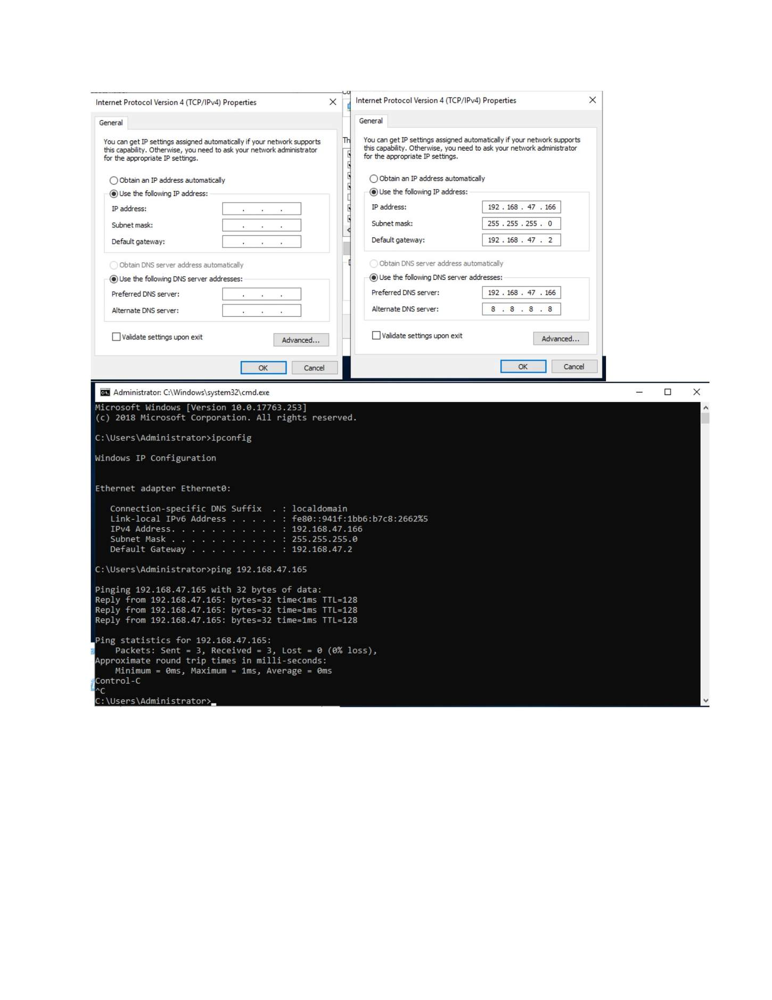 Internet Protocol Version 4 (TCP/IPv4) Properties
General
You can get IP settings assigned automatically if your network supports
this capability. Otherwise, you need to ask your network administrator
for the appropriate IP settings.
Obtain an IP address automatically
Use the following IP address:
IP address: . . .
Subnet mask: . . .
Default gateway: . . .
Obtain DNS server address automatically
Use the following DNS server addresses:
Preferred DNS server: . . .
Alternate DNS server: . . .
Validate settings upon exit
Advanced...
OK Cancel
Co
Th
Internet Protocol Version 4 (TCP/IPv4) Properties
General
You can get IP settings assigned automatically if your network supports
this capability. Otherwise, you need to ask your network administrator
for the appropriate IP settings.
Obtain an IP address automatically
Use the following IP address:
IP address: 192 . 168 . 47 . 166
Subnet mask: 255 . 255 . 255 . 0
Default gateway: 192 . 168 . 47 . 2
Obtain DNS server address automatically
Use the following DNS server addresses:
Preferred DNS server: 192 . 168 . 47 . 166
Alternate DNS server: 8 . 8 . 8 . 8
Validate settings upon exit
Advanced...
OK Cancel
Administrator: C:\Windows\system32\cmd.exe
Microsoft Windows [Version 10.0.17763.253]
(c) 2018 Microsoft Corporation. All rights reserved.
C:\Users\Administrator>ipconfig
Windows IP Configuration
Ethernet adapter Ethernet0:
Connection-specific DNS Suffix . : localdomain
Link-local IPv6 Address . . . . . : fe80::941f:1bb6:b7c8:2662%5
IPv4 Address. . . . . . . . . . . : 192.168.47.166
Subnet Mask . . . . . . . . . . . : 255.255.255.0
Default Gateway . . . . . . . . . : 192.168.47.2
C:\Users\Administrator>ping 192.168.47.165
Pinging 192.168.47.165 with 32 bytes of data:
Reply from 192.168.47.165: bytes=32 time<1ms TTL=128
Reply from 192.168.47.165: bytes=32 time=1ms TTL=128
Reply from 192.168.47.165: bytes=32 time=1ms TTL=128
Ping statistics for 192.168.47.165:
Packets: Sent = 3, Received = 3, Lost = 0 (0% loss),
Approximate round trip times in milli-seconds:
Minimum = 0ms, Maximum = 1ms, Average = 0ms
Control-C
^C
C:\Users\Administrator>